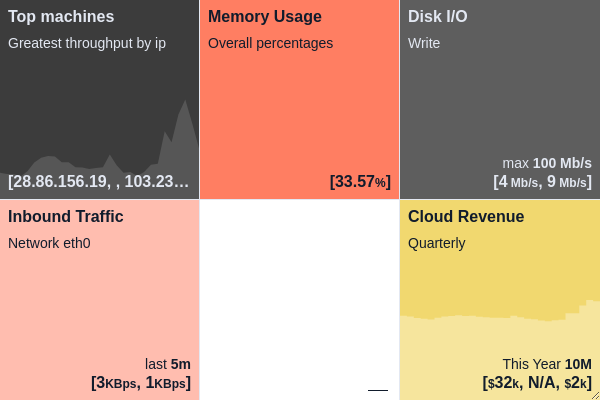 Top machines
Greatest throughput by ip
[28.86.156.19, , 103.23…
Memory Usage
Overall percentages
[33.57%]
Disk I/O
Write
max 100 Mb/s
[4 Mb/s, 9 Mb/s]
Inbound Traffic
Network eth0
last 5m
[3KBps, 1KBps]
—
Cloud Revenue
Quarterly
This Year 10M
[$32k, N/A, $2k]